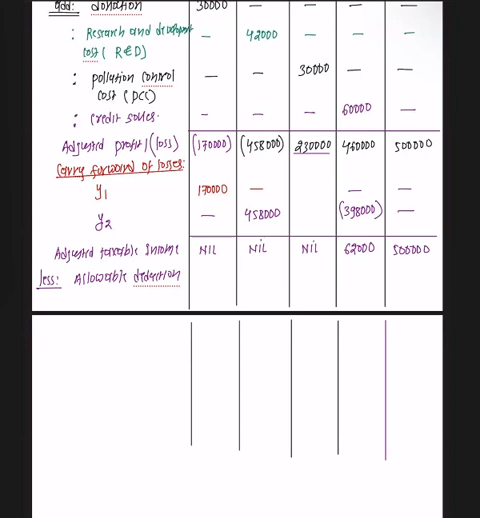 add: donation 30000 — — — —
: Research and developmt — 42000 — — —
cost ( R&D)
: pollution control — — 30000 — —
cost (PCC)
: credit sales. — — — 60000 —
Adjusted profit / (loss) (170000) (458000) 230000 460000 500000
Carry forward of losses:
Y1 170000 — — —
Y2 — 458000 (398000) —
Adjusted taxable Income NIL NIL NIL 62000 500000
less: Allowable deduction